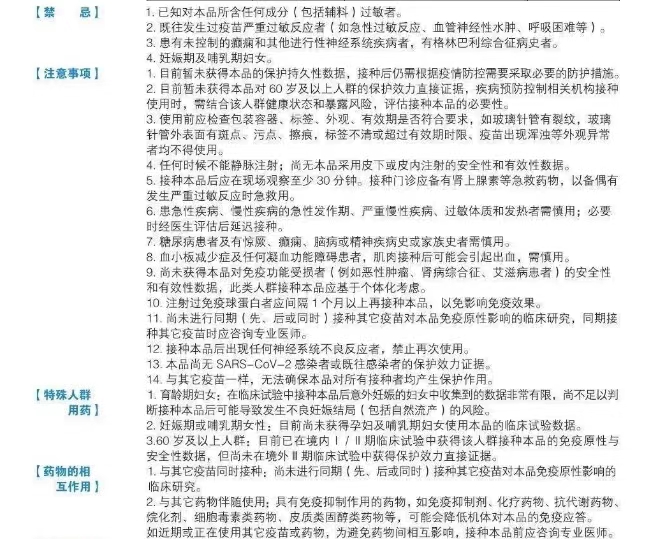 【禁 忌】 1. 已知对本品所含任何成分（包括辅料）过敏者。
2. 既往发生过疫苗严重过敏反应者（如急性过敏反应、血管神经性水肿、呼吸困难等）。
3. 患有未控制的癫痫和其他进行性神经系统疾病者，有格林巴利综合征病史者。
4. 妊娠期及哺乳期妇女。
【注意事项】 1. 目前暂未获得本品的保护持久性数据，接种后仍需根据疫情防控需要采取必要的防护措施。
2. 目前暂未获得本品对 60 岁及以上人群的保护效力直接证据，疾病预防控制相关机构接种
使用时，需结合该人群健康状态和暴露风险，评估接种本品的必要性。
3. 使用前应检查包装容器、标签、外观、有效期是否符合要求，如玻璃针管有裂纹，玻璃
针管外表面有斑点、污点、擦痕，标签不清或超过有效期时限、疫苗出现浑浊等外观异常
者均不得使用。
4. 任何时候不能静脉注射；尚无本品采用皮下或皮内注射的安全性和有效性数据。
5. 接种本品后应在现场观察至少 30 分钟。接种门诊应备有肾上腺素等急救药物，以备偶有
发生严重过敏反应时急救用。
6. 患急性疾病、慢性疾病的急性发作期、严重慢性疾病、过敏体质和发热者需慎用；必要
时经医生评估后延迟接种。
7. 糖尿病患者及有惊厥、癫痫、脑病或精神疾病史或家族史者需慎用。
8. 血小板减少症及任何凝血功能障碍患者，肌肉接种后可能会引起出血，需慎用。
9. 尚未获得本品对免疫功能受损者（例如恶性肿瘤、肾病综合征、艾滋病患者）的安全性
和有效性数据，此类人群接种本品应基于个体化考虑。
10. 注射过免疫球蛋白者应间隔 1 个月以上再接种本品，以免影响免疫效果。
11. 尚未进行同期（先、后或同时）接种其它疫苗对本品免疫原性影响的临床研究，同期接
种其它疫苗时应咨询专业医师。
12. 接种本品后出现任何神经系统不良反应者，禁止再次使用。
13. 本品尚无 SARS-CoV-2 感染者或既往感染者的保护效力证据。
14. 与其它疫苗一样，无法确保本品对所有接种者均产生保护作用。
【特殊人群 1. 育龄期妇女：在临床试验中接种本品后意外妊娠的妇女中收集到的数据非常有限，尚不足以判
用药】 断接种本品后可能导致发生不良妊娠结局（包括自然流产）的风险。
2. 妊娠期或哺乳期女性：目前尚未获得孕妇及哺乳期妇女使用本品的临床试验数据。
3.60 岁及以上人群：目前已在境内 I / II 期临床试验中获得该人群接种本品的免疫原性与
安全性数据，但尚未在境外 II 期临床试验中获得保护效力直接证据。
【药物的相 1. 与其它疫苗同时接种：尚未进行同期（先、后或同时）接种其它疫苗对本品免疫原性影响的
互作用】 临床研究。
2. 与其它药物伴随使用：具有免疫抑制作用的药物，如免疫抑制剂、化疗药物、抗代谢药物、
烷化剂、细胞毒素类药物、皮质类固醇类药物等，可能会降低机体对本品的免疫应答。
如近期或正在使用其它疫苗或药物，为避免药物间相互影响，接种本品前应咨询专业医师。